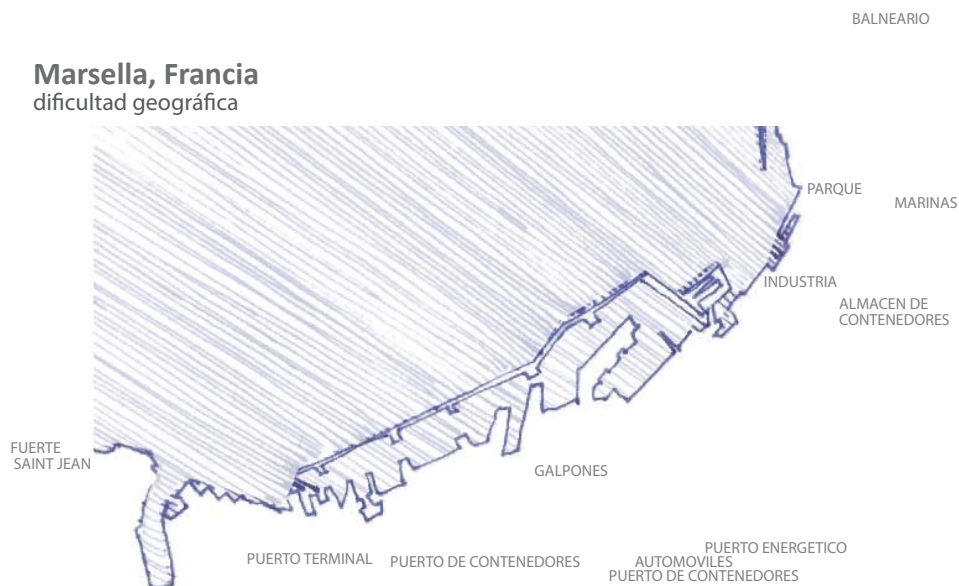 BALNEARIO
Marsella, Francia
dificultad geográfica
PARQUE
MARINAS
INDUSTRIA
ALMACEN DE
CONTENEDORES
FUERTE
SAINT JEAN
GALPONES
PUERTO TERMINAL
PUERTO DE CONTENEDORES
PUERTO ENERGETICO
AUTOMOVILES
PUERTO DE CONTENEDORES